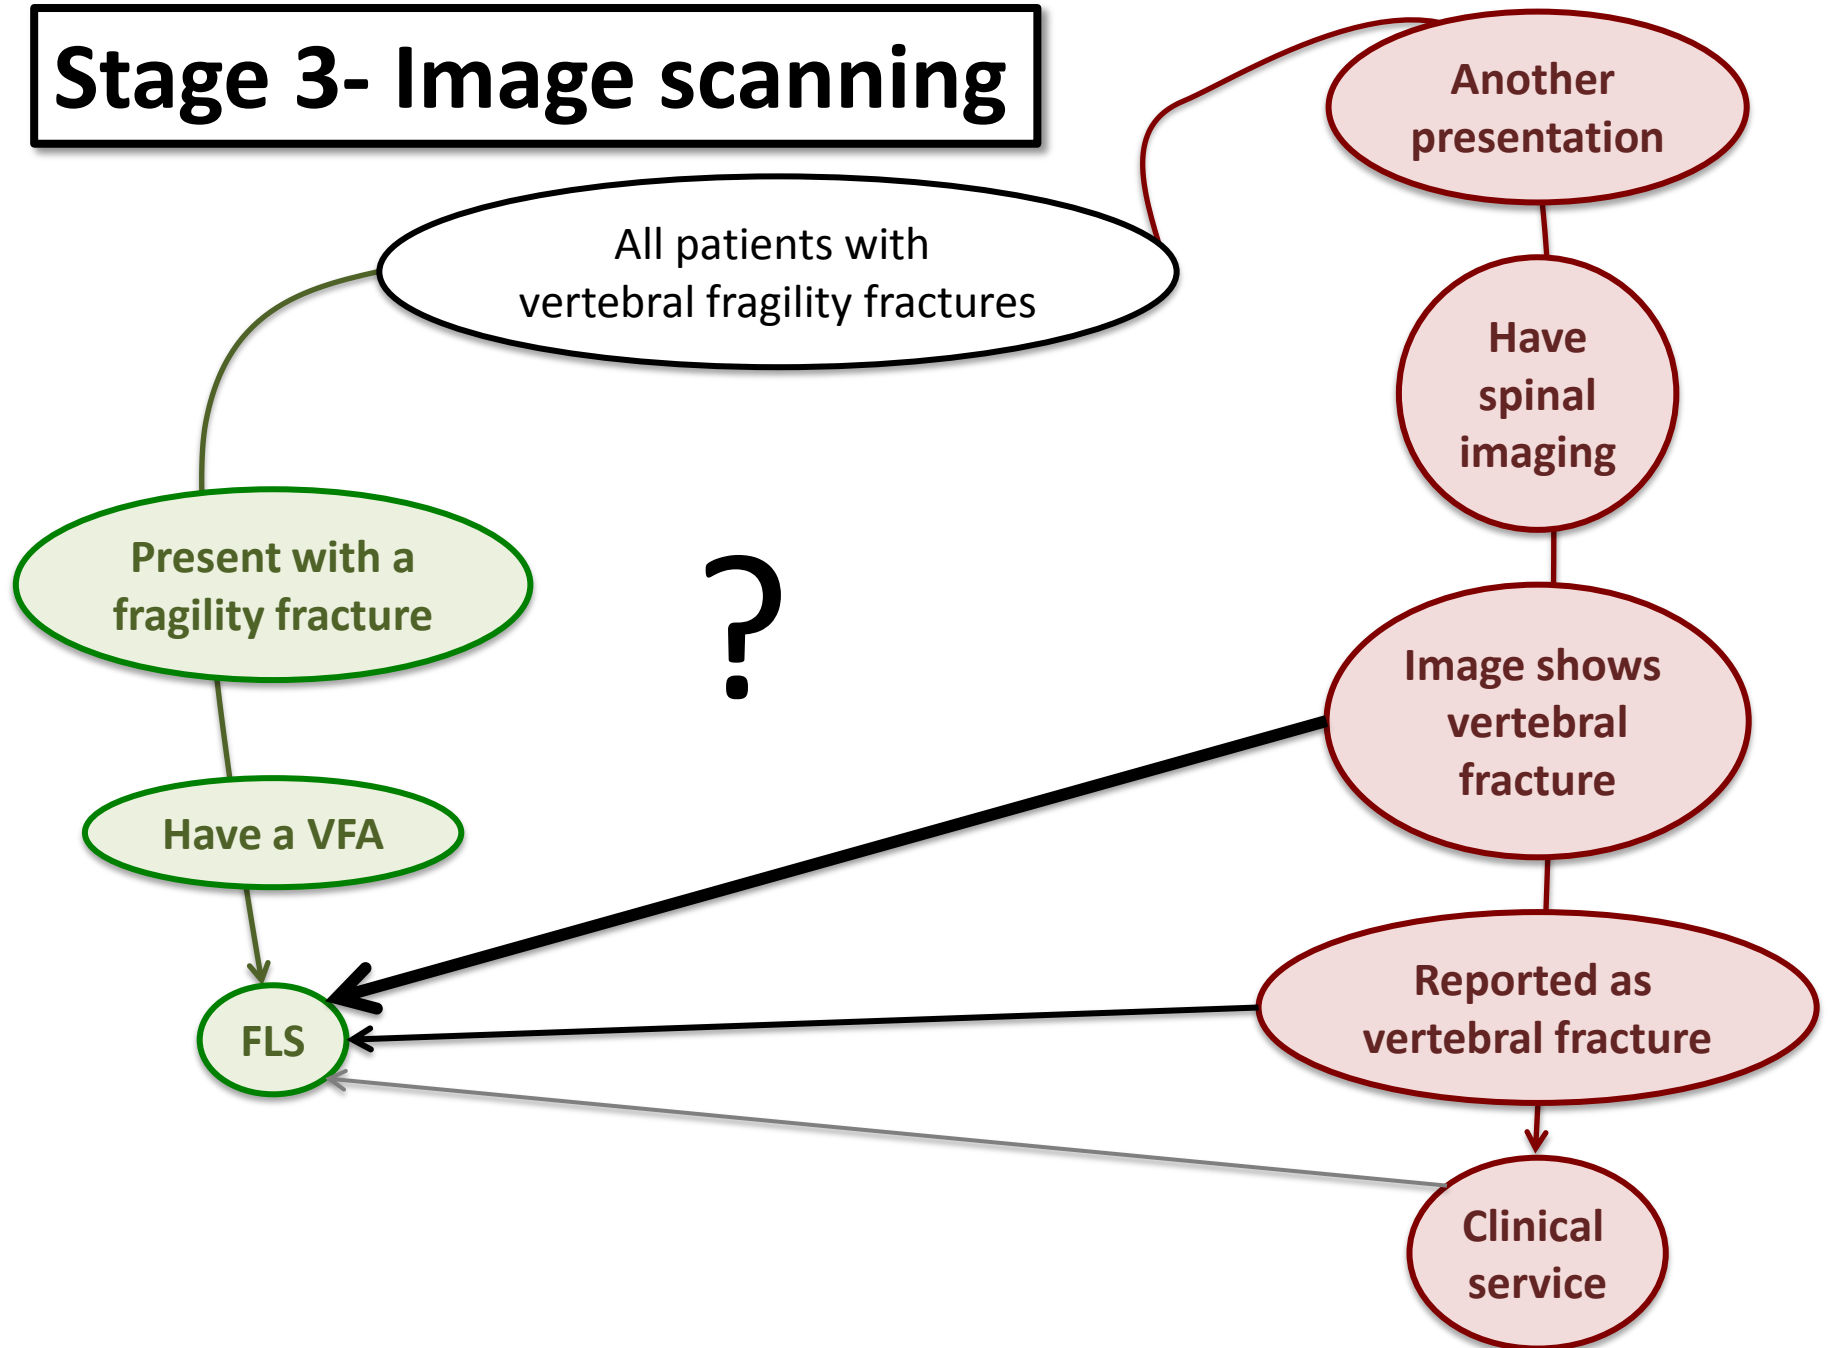 Stage 3- Image scanning
Another
presentation
All patients with
vertebral fragility fractures
Have
spinal
imaging
Present with a
fragility fracture
?
Image shows
vertebral
fracture
Have a VFA
Reported as
vertebral fracture
FLS
Clinical
service